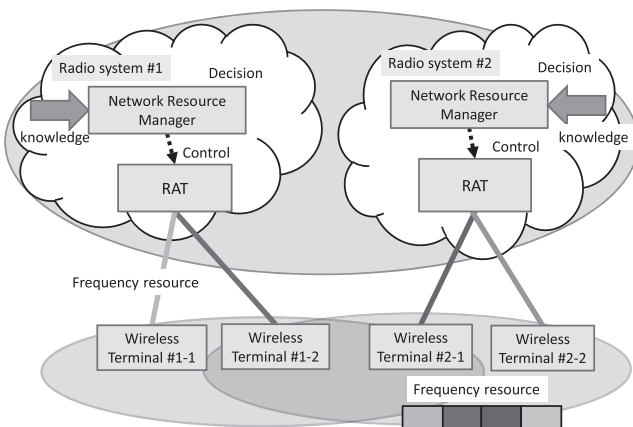 Radio system #1
Decision
Network Resource
Manager
knowledge
Control
RAT
Radio system #2
Decision
Network Resource
Manager
knowledge
Control
RAT
Frequency resource
Wireless
Terminal #1-1
Wireless
Terminal #1-2
Wireless
Terminal #2-1
Wireless
Terminal #2-2
Frequency resource